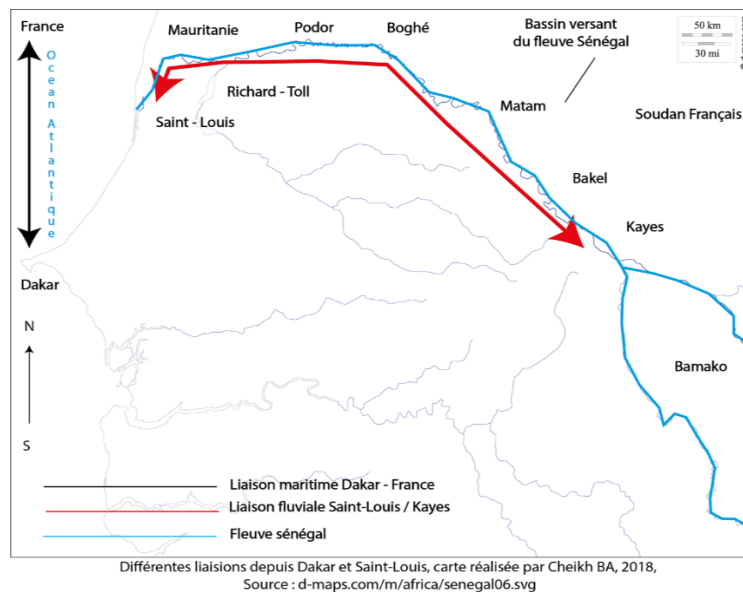 France
Mauritanie
Podor
Boghé
Bassin versant
du fleuve Sénégal
50 km
30 mi
Ocean Atlantique
Richard - Toll
Saint - Louis
Matam
Soudan Français
Bakel
Kayes
Dakar
N
S
Bamako
Liaison maritime Dakar - France
Liaison fluviale Saint-Louis / Kayes
Fleuve sénégal
Différentes liaisons depuis Dakar et Saint-Louis, carte réalisée par Cheikh BA, 2018,
Source : d-maps.com/m/africa/senegal06.svg